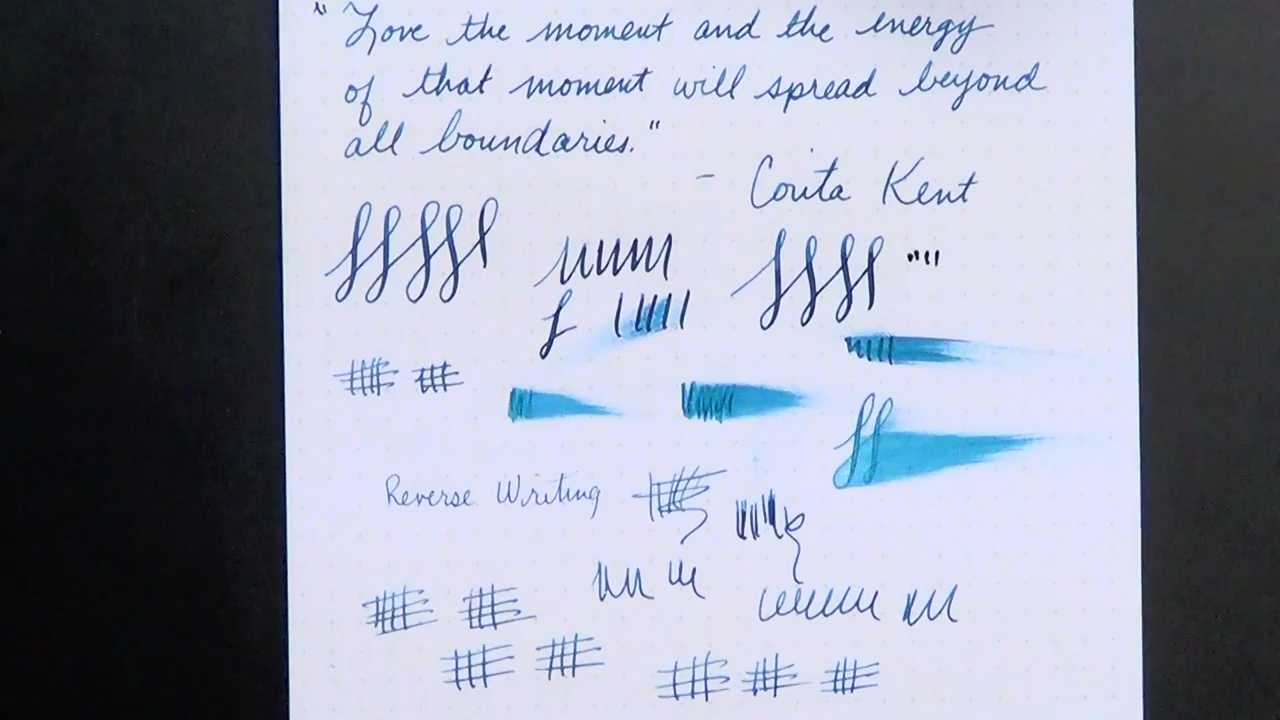 "Love the moment and the energy
of that moment will spread beyond
all boundaries."
- Corita Kent
Reverse Writing